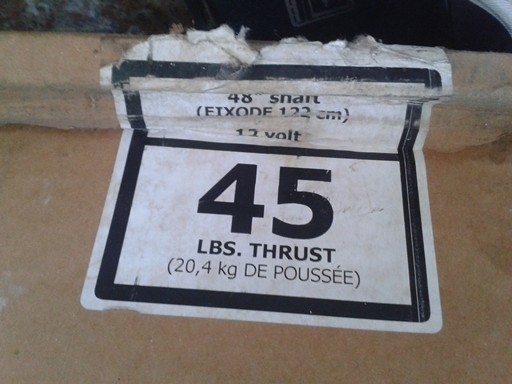 48" shaft
(EIXODE 122 cm)
12 volt
45
LBS. THRUST
(20,4 kg DE POUSSÉE)